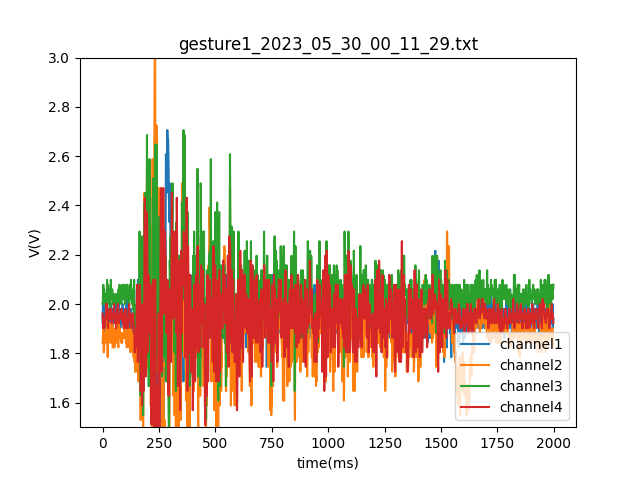 gesture1_2023_05_30_00_11_29.txt
3.0
2.8
2.6
2.4
2.2
2.0
1.8
1.6
V(V)
channel1
channel2
channel3
channel4
0 250 500 750 1000 1250 1500 1750 2000
time(ms)